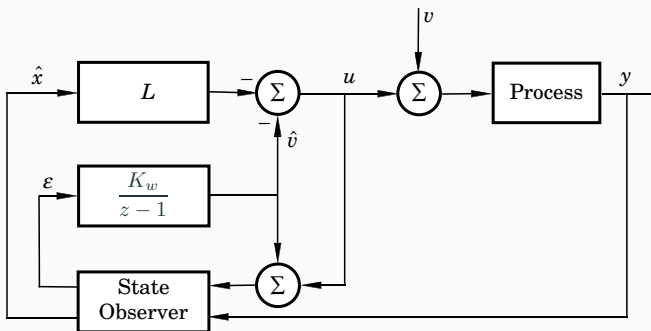 v
x̂
L
−
Σ
u
Σ
Process
y
−
v̂
ε
K_w
z − 1
State
Observer
Σ